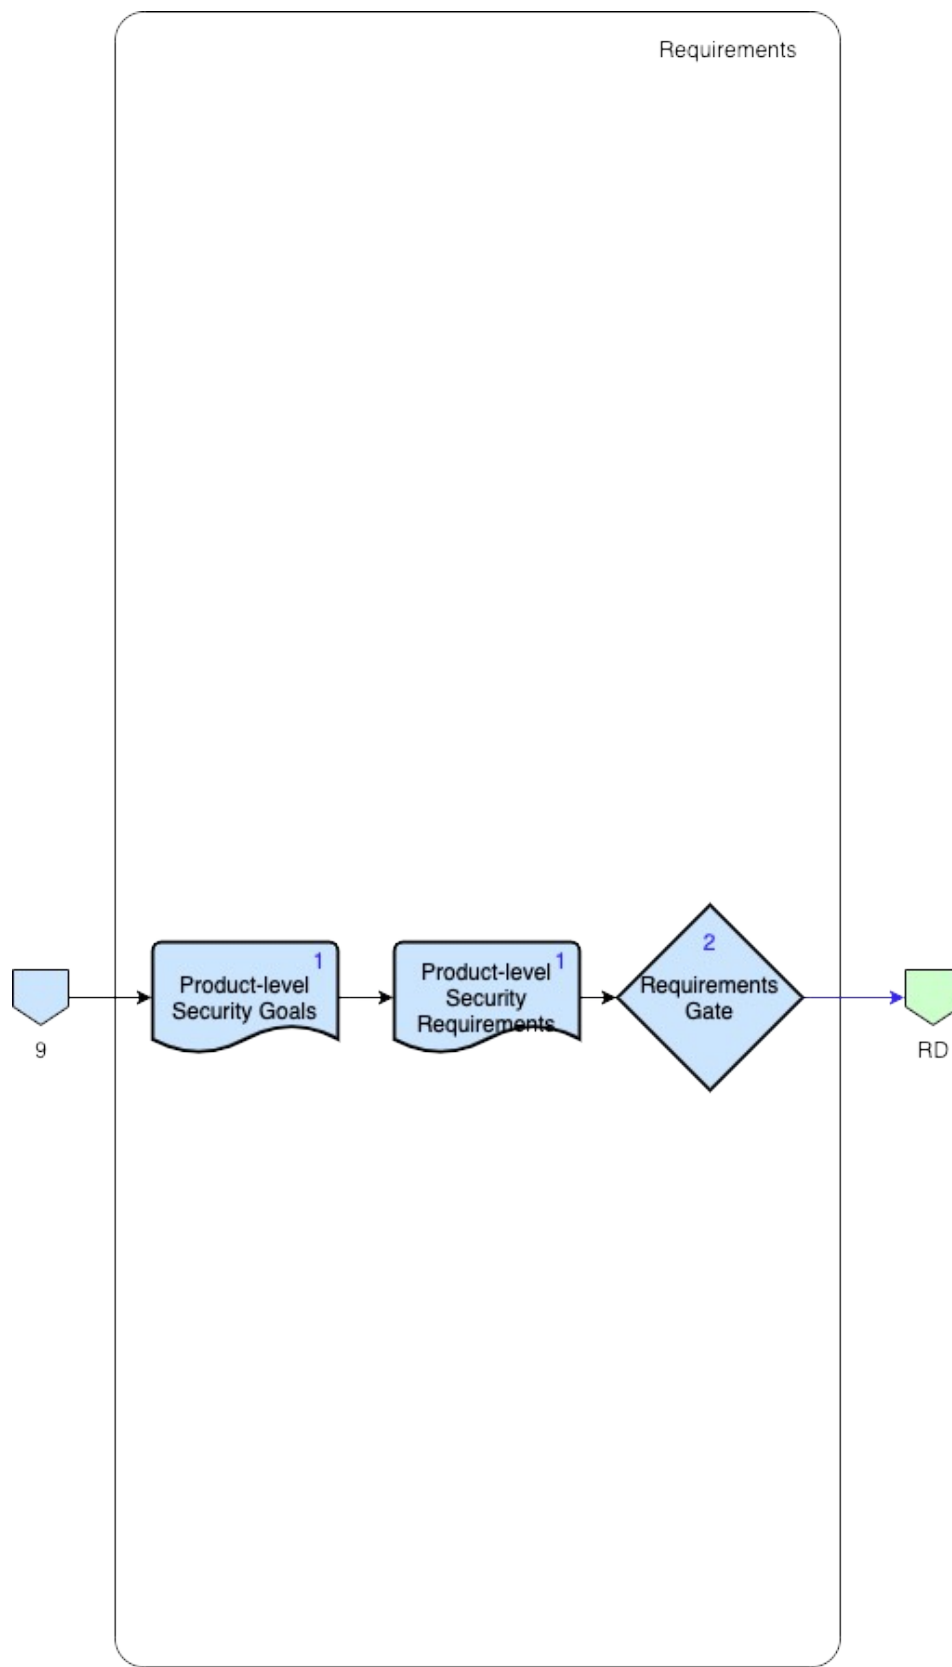 Requirements
9
1
Product-level
Security Goals
1
Product-level
Security
Requirements
2
Requirements
Gate
RD